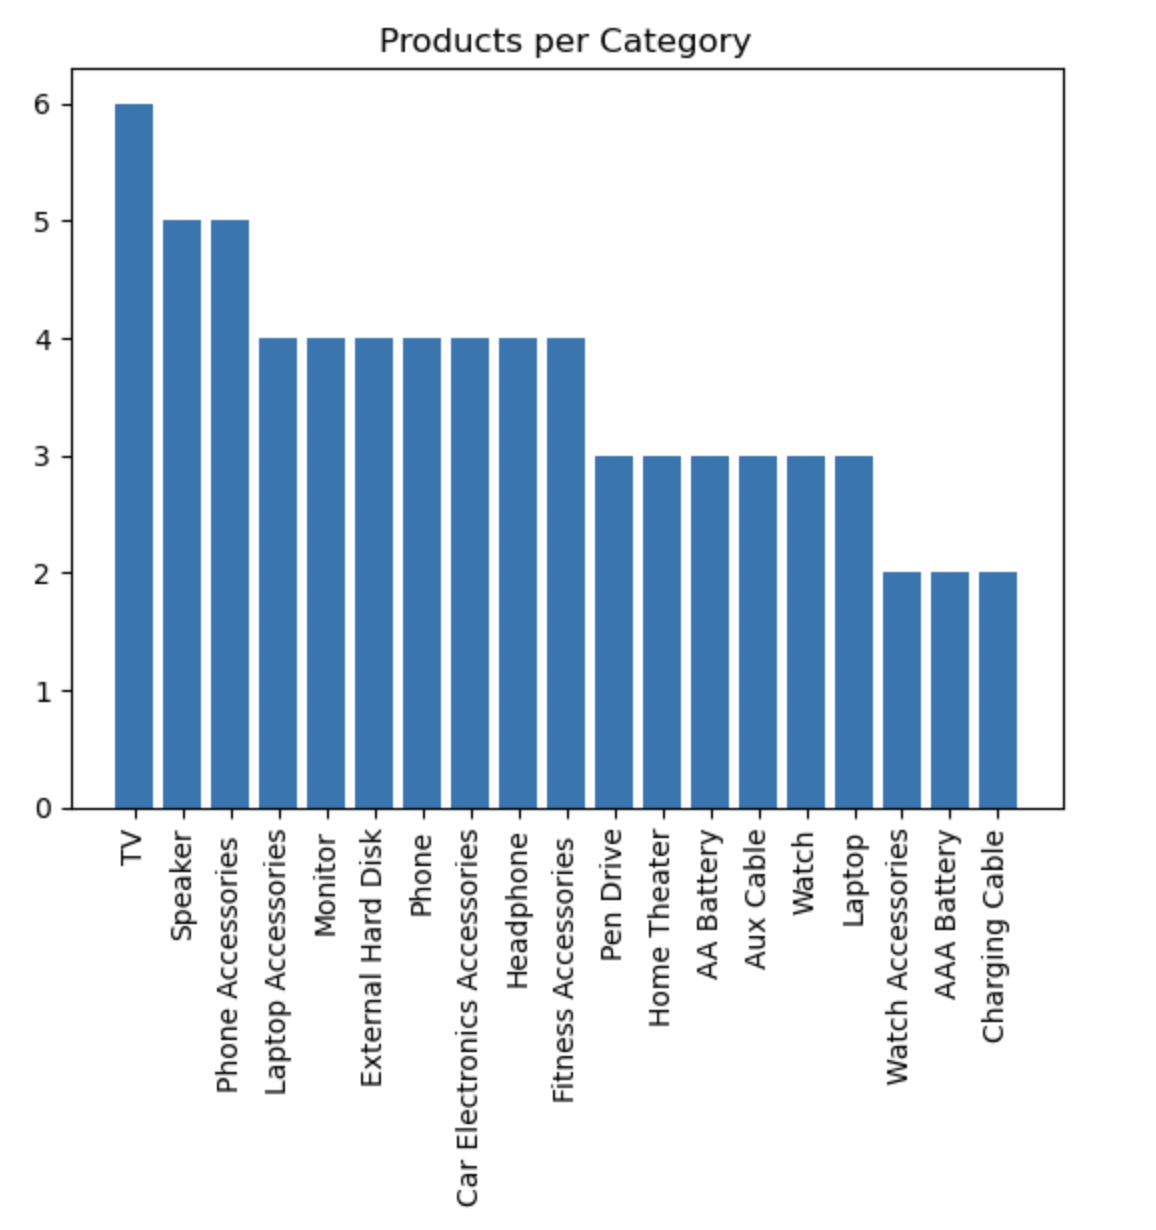 Products per Category
6
5
4
3
2
1
0
TV
Speaker
Phone Accessories
Laptop Accessories
Monitor
External Hard Disk
Phone
Car Electronics Accessories
Headphone
Fitness Accessories
Pen Drive
Home Theater
AA Battery
Aux Cable
Watch
Laptop
Watch Accessories
AAA Battery
Charging Cable